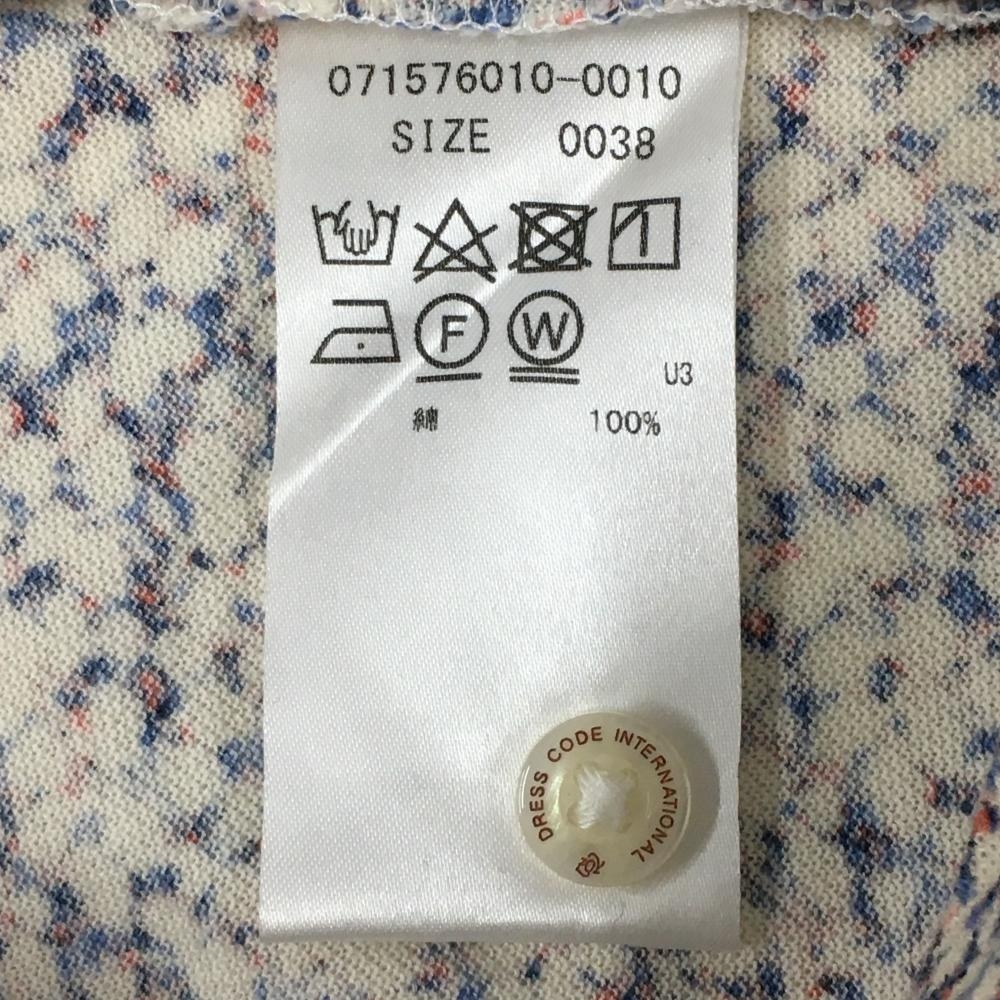 071576010-0010
SIZE 0038
F W
U3
綿 100%
DRESS CODE INTERNATIONAL